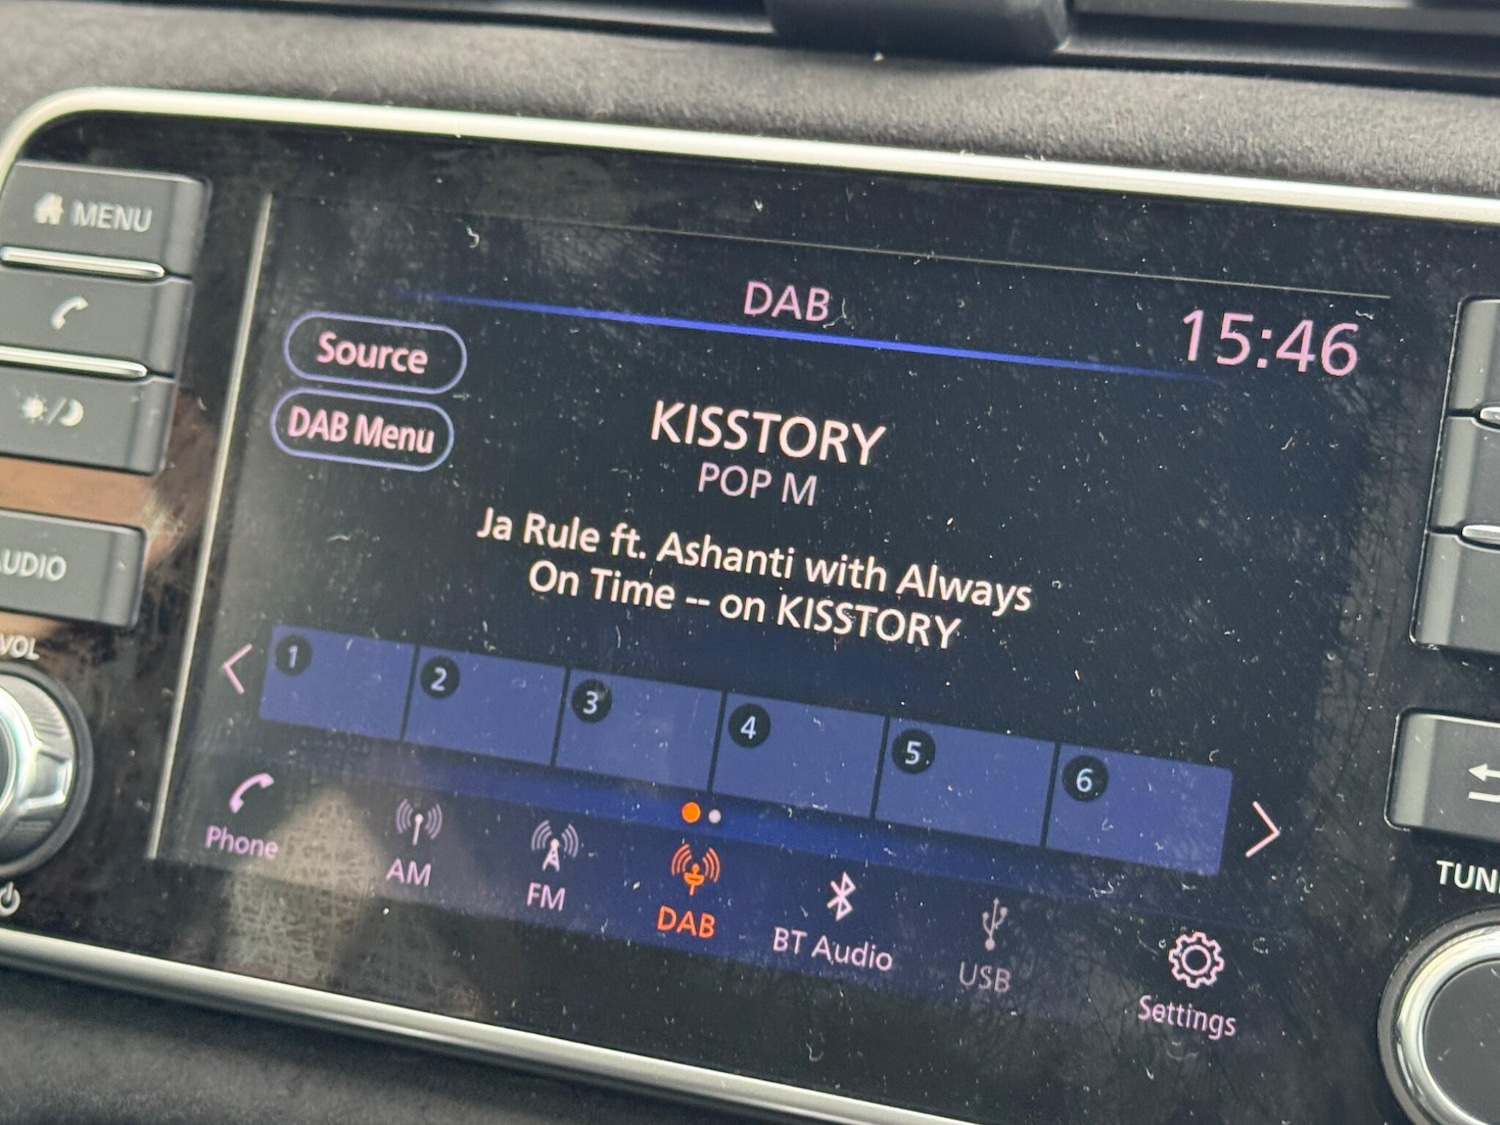 MENU
DAB
15:46
Source
DAB Menu
KISSTORY
POP M
Ja Rule ft. Ashanti with Always
On Time -- on KISSTORY
UDIO
VOL
1 2 3 4 5 6
Phone
AM
FM
DAB
BT Audio
USB
Settings
TUN